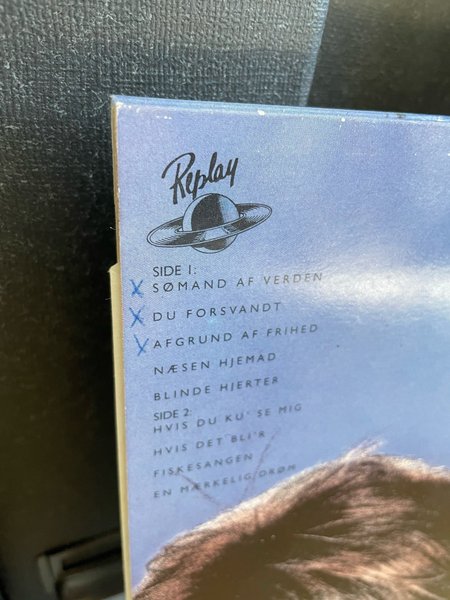 Replay
SIDE 1:
X SØMAND AF VERDEN
X DU FORSVANDT
X AFGRUND AF FRIHED
NÆSEN HJEMAD
BLINDE HJERTER
SIDE 2:
HVIS DU KU' SE MIG
HVIS DET BLI'R
FISKESANGEN
EN MÆRKELIG DRØM